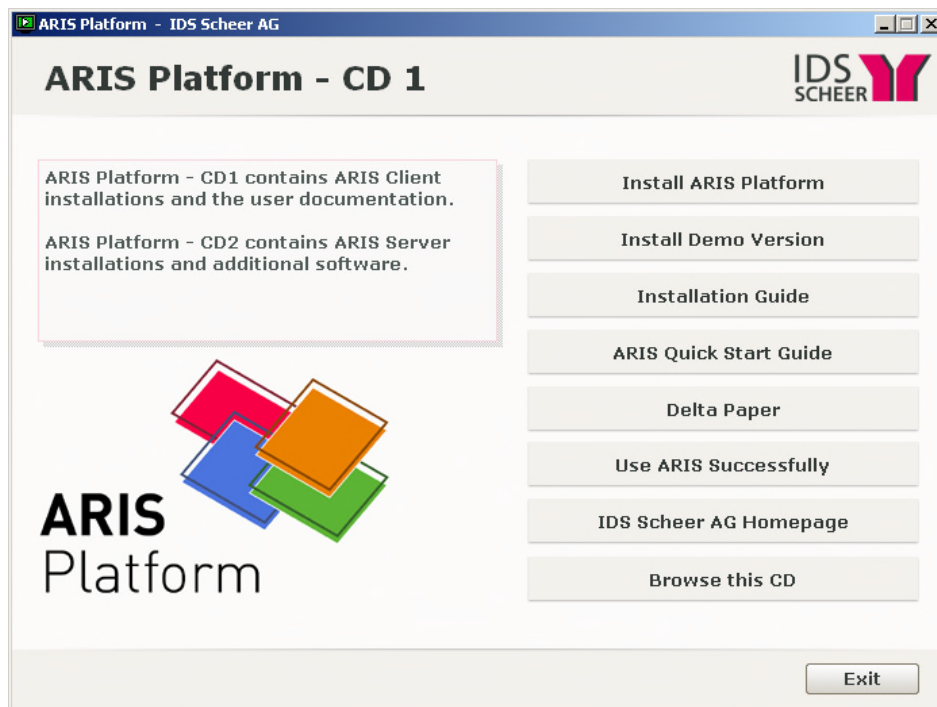 ARIS Platform - IDS Scheer AG
ARIS Platform - CD 1
IDS
SCHEER
ARIS Platform - CD1 contains ARIS Client
installations and the user documentation.
ARIS Platform - CD2 contains ARIS Server
installations and additional software.
ARIS
Platform
Install ARIS Platform
Install Demo Version
Installation Guide
ARIS Quick Start Guide
Delta Paper
Use ARIS Successfully
IDS Scheer AG Homepage
Browse this CD
Exit